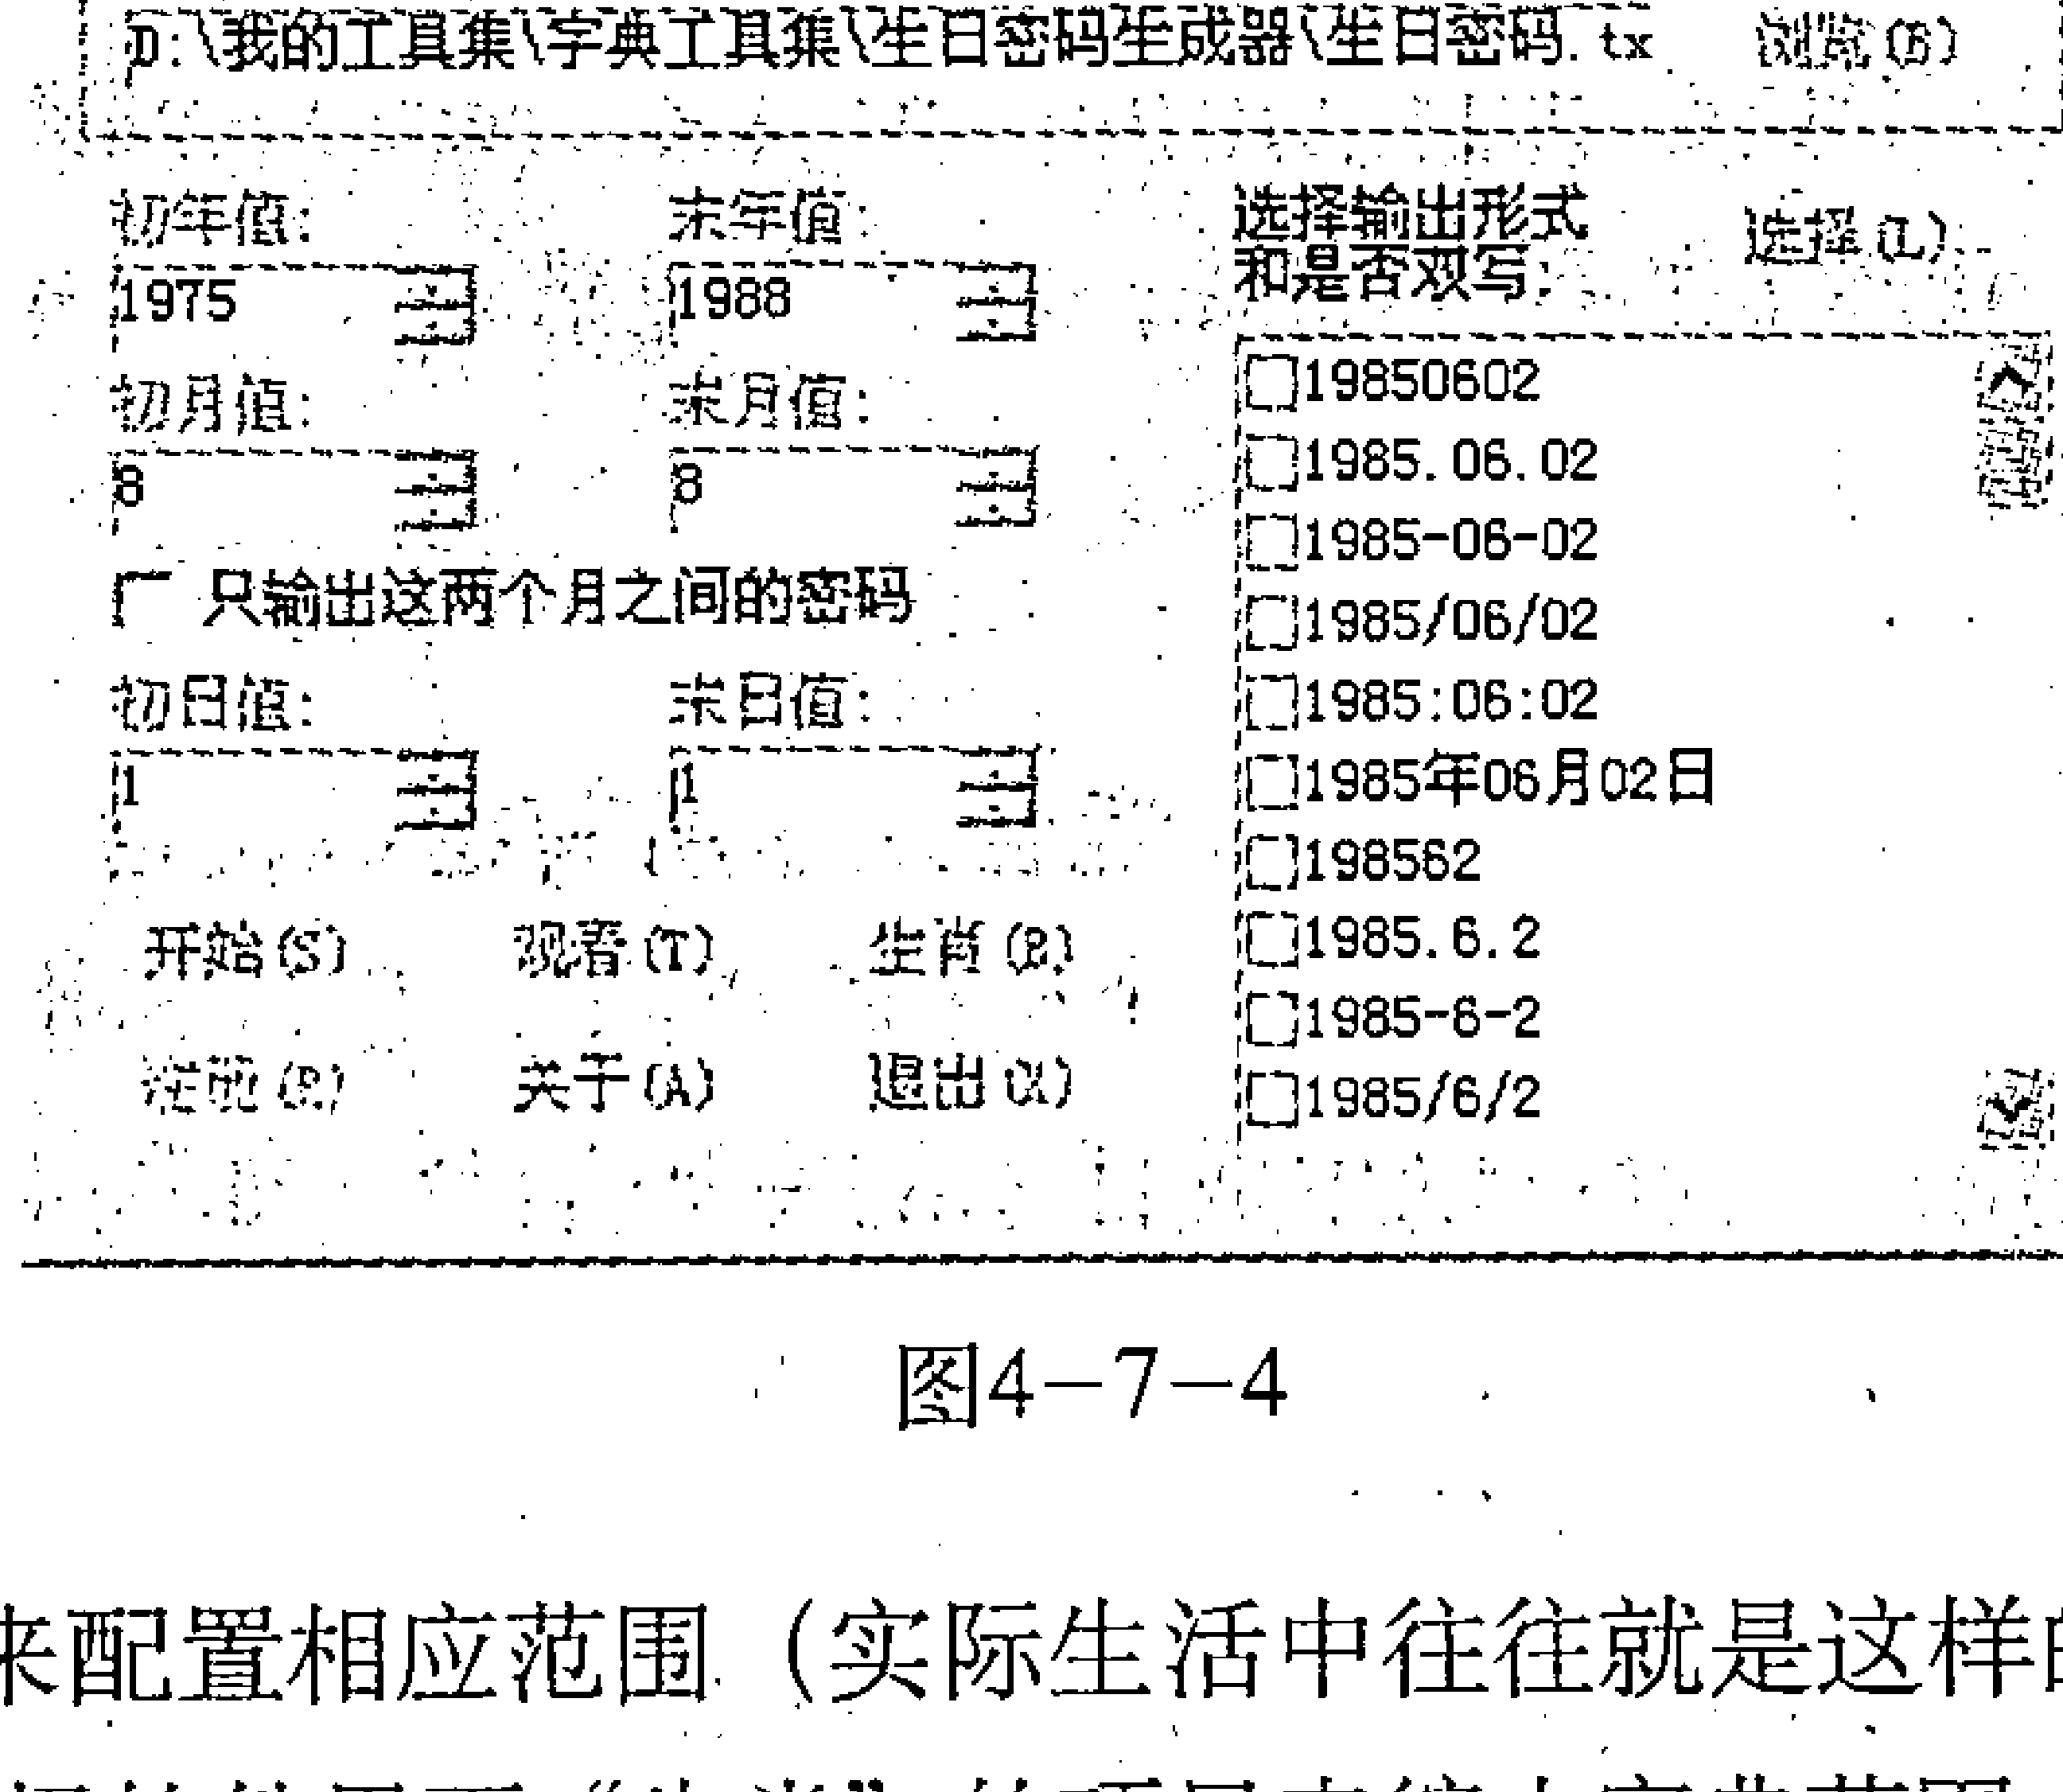 D:\我的工具集\字典工具集\生日密码生成器\生日密码.tx 浏览(B)
初年值: 末年值: 选择输出形式 选择(L)
和是否双写:
1975 1988
初月值: 末月值:
8 8
只输出这两个月之间的密码
初日值: 末日值:
1 1
19850602
1985.06.02
1985-06-02
1985/06/02
1985:06:02
1985年06月02日
198562
1985.6.2
1985-6-2
1985/6/2
开始(S) 观看(T) 生肖
关于(A) 退出(X)
图4-7-4
来配置相应范围（实际生活中往往就是这样的